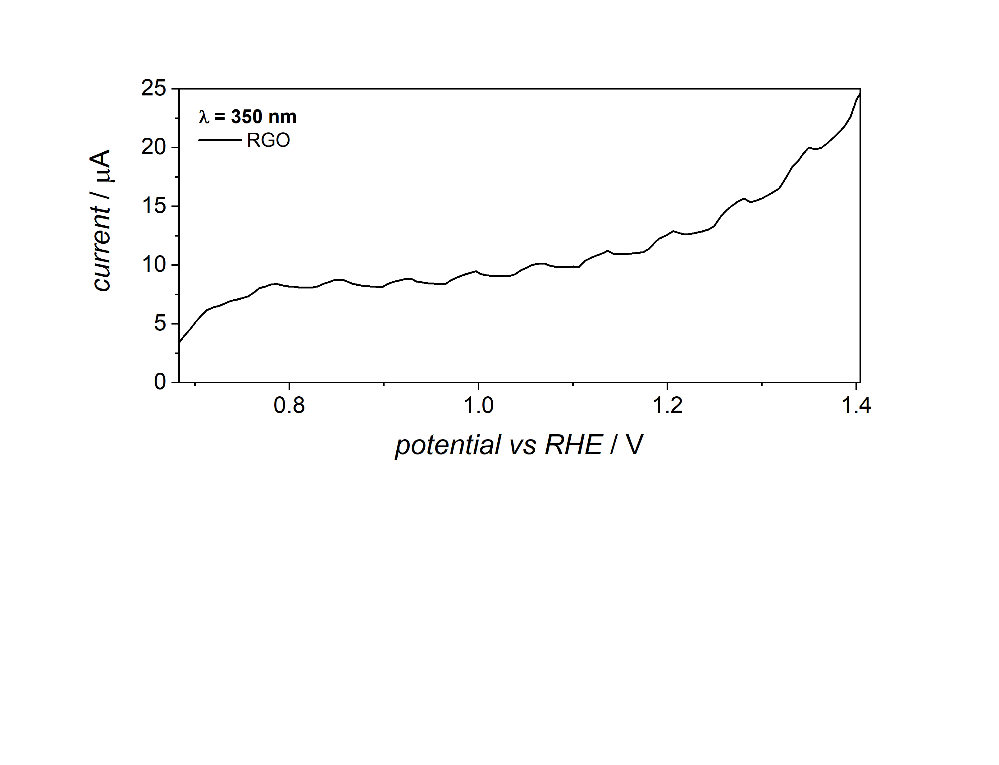 25
20
15
10
5
0
current / μA
λ = 350 nm
RGO
0.8
1.0
1.2
1.4
potential vs RHE / V